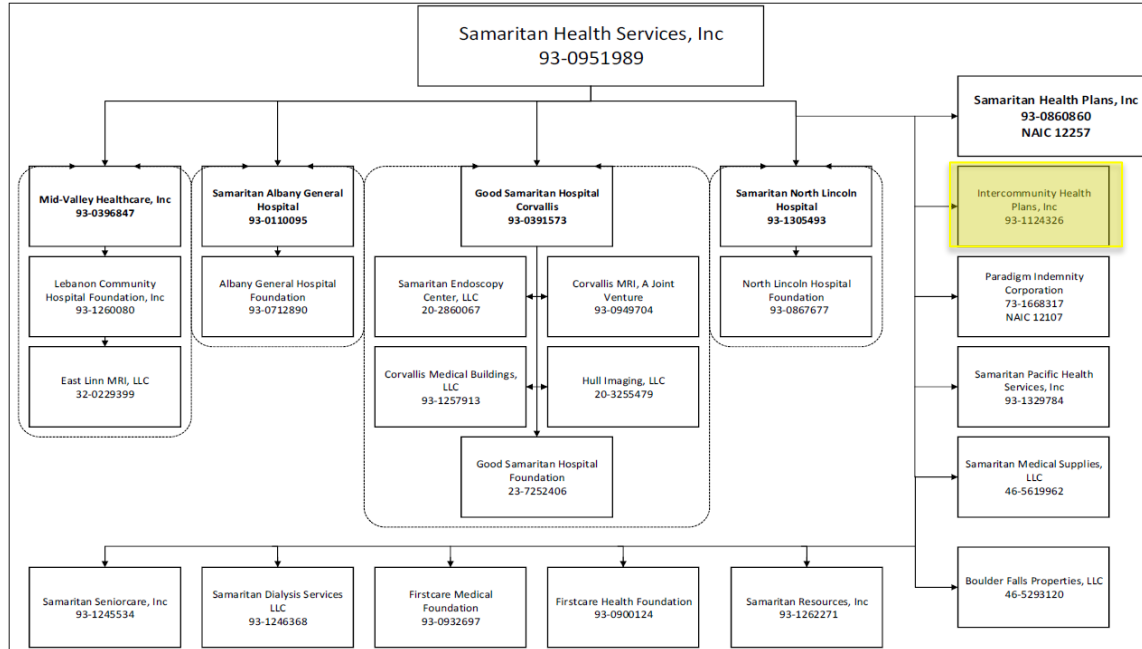 Samaritan Health Services, Inc
93-0951989
Samaritan Health Plans, Inc
93-0860860
NAIC 12257
Mid-Valley Healthcare, Inc
93-0396847
Samaritan Albany General
Hospital
93-0110095
Good Samaritan Hospital
Corvallis
93-0391573
Samaritan North Lincoln
Hospital
93-1305493
Intercommunity Health
Plans, Inc
93-1124326
Lebanon Community
Hospital Foundation, Inc
93-1260080
Albany General Hospital
Foundation
93-0712890
Samaritan Endoscopy
Center, LLC
20-2860067
Corvallis MRI, A Joint
Venture
93-0949704
North Lincoln Hospital
Foundation
93-0867677
Paradigm Indemnity
Corporation
73-1668317
NAIC 12107
East Linn MRI, LLC
32-0229399
Corvallis Medical Buildings,
LLC
93-1257913
Hull Imaging, LLC
20-3255479
Samaritan Pacific Health
Services, Inc
93-1329784
Good Samaritan Hospital
Foundation
23-7252406
Samaritan Medical Supplies,
LLC
46-5619962
Samaritan Seniorcare, Inc
93-1245534
Samaritan Dialysis Services
LLC
93-1246368
Firstcare Medical
Foundation
93-0932697
Firstcare Health Foundation
93-0900124
Samaritan Resources, Inc
93-1262271
Boulder Falls Properties, LLC
46-5293120